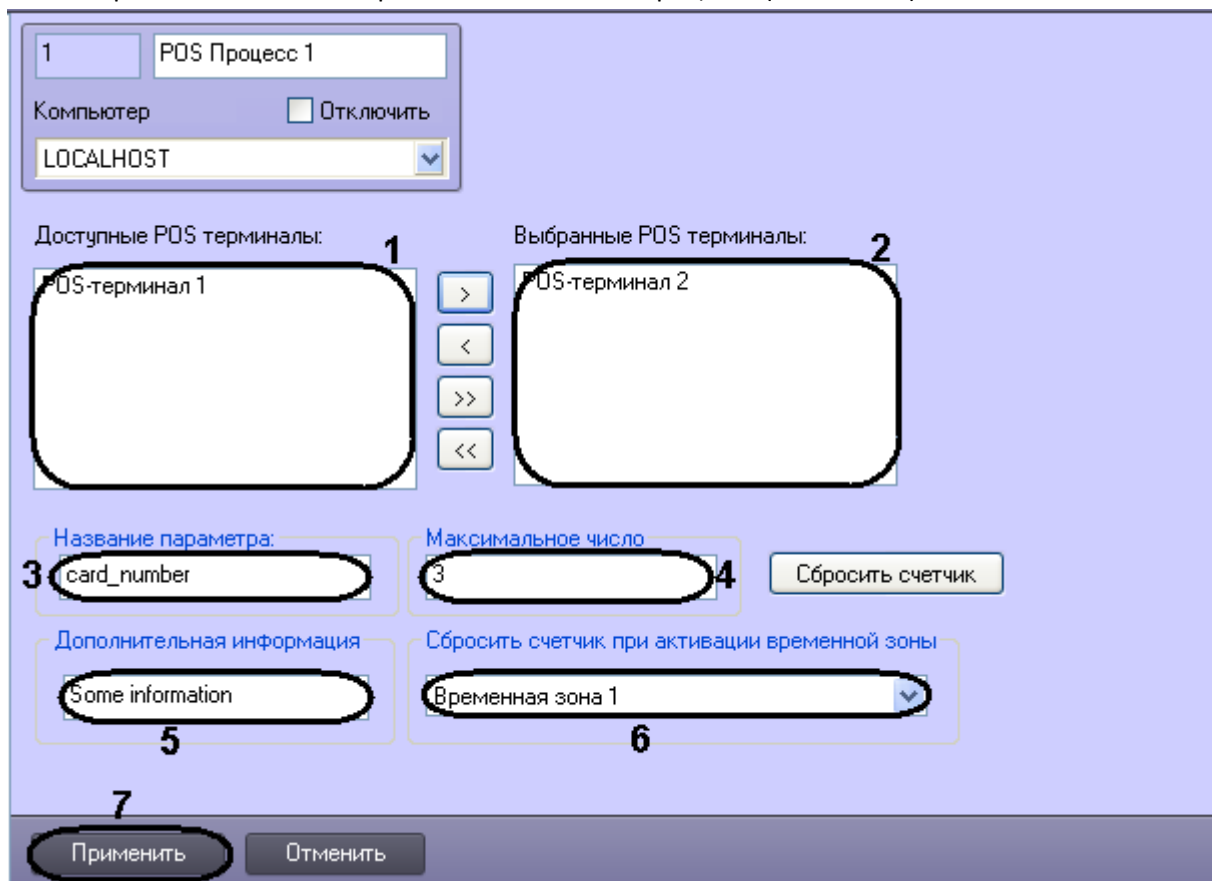 1 POS Процесс 1
Компьютер Отключить
LOCALHOST
Доступные POS терминалы: 1 Выбранные POS терминалы: 2
POS-терминал 1 > POS-терминал 2
<
>>
<<
Название параметра: Максимальное число
3 card_number 3 4 Сбросить счетчик
Дополнительная информация Сбросить счетчик при активации временной зоны
Some information Временная зона 1
5 6
7
Применить Отменить